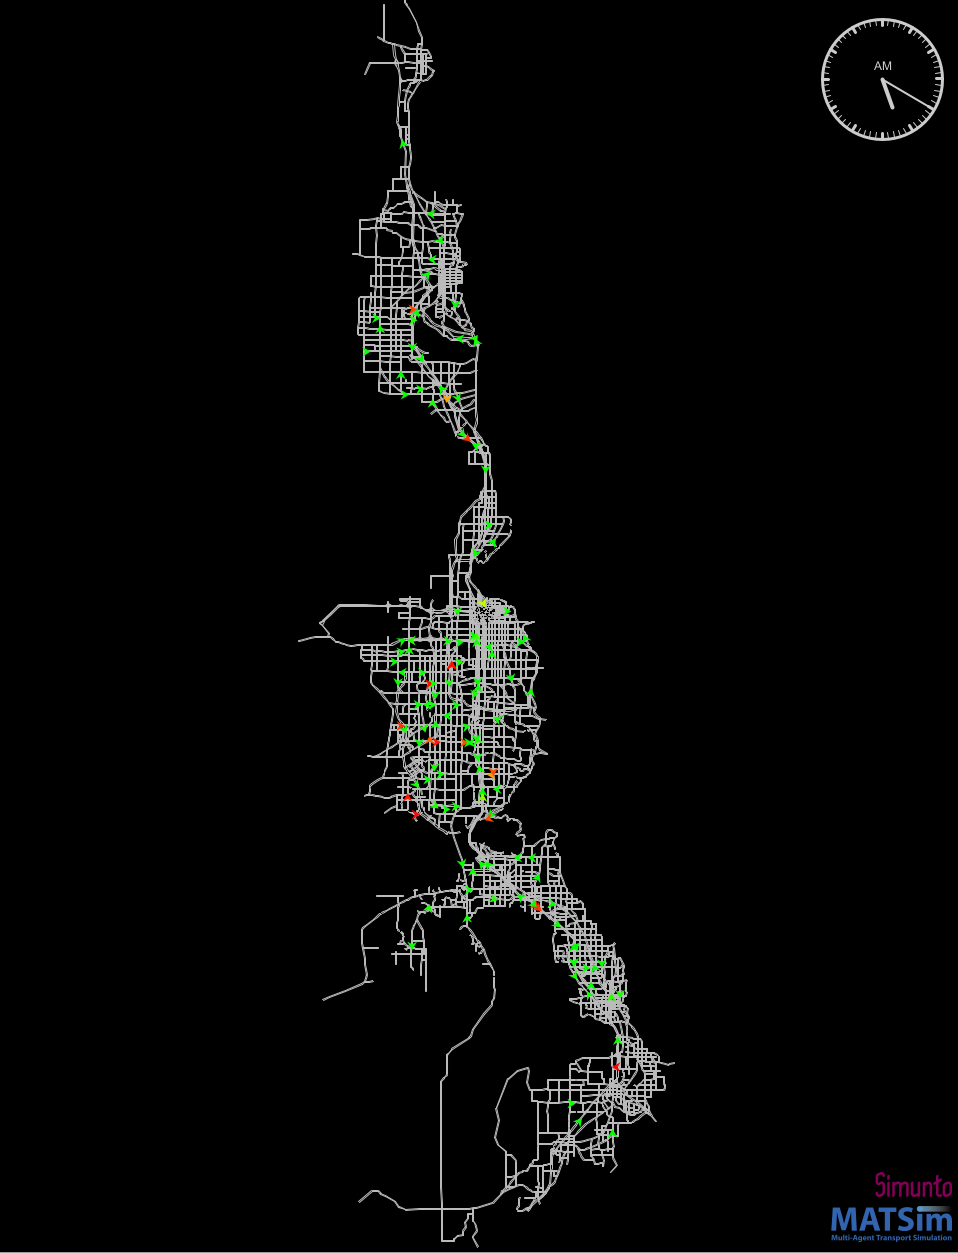 AM
Simunto
MATSim
Multi-Agent Transport Simulation